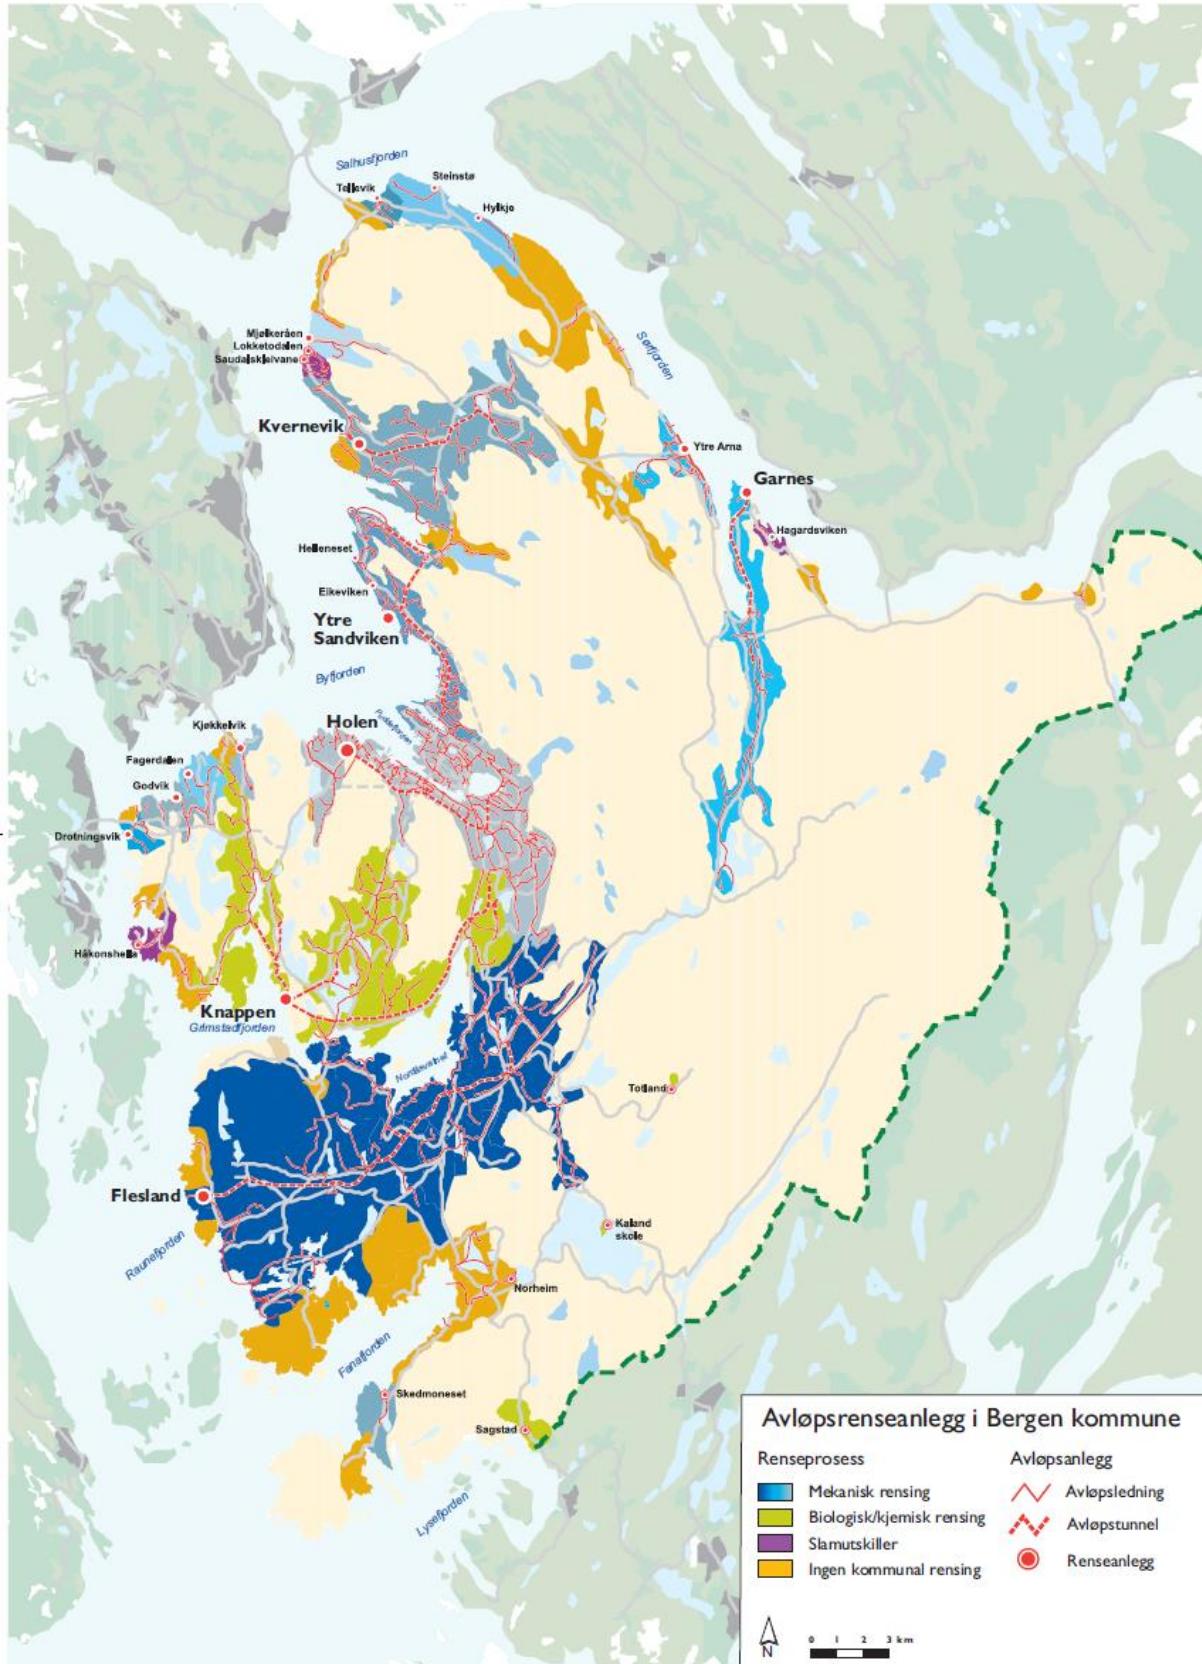 Salhusfjorden
Steinstø
Tellevik
Hylkje
Mjølkeråen
Lokketodalen
Saudalskleivane
Sørfjorden
Kvernevik
Ytre Arna
Garnes
Hagardsviken
Helleneset
Eikeviken
Ytre
Sandviken
Byfjorden
Puddefjorden
Holen
Kjøkkelvik
Fagerdalen
Godvik
Drotningsvik
Håkonshella
Knappen
Grimstadfjorden
Nordåsvatnet
Totland
Flesland
Kaland
skole
Raunefjorden
Norheim
Fanafjorden
Skedmoneset
Sagstad
Lysefjorden
Avløpsrenseanlegg i Bergen kommune
Renseprosess
Mekanisk rensing
Biologisk/kjemisk rensing
Slamutskiller
Ingen kommunal rensing
Avløpsanlegg
Avløpsledning
Avløpstunnel
Renseanlegg
N
0 1 2 3 km